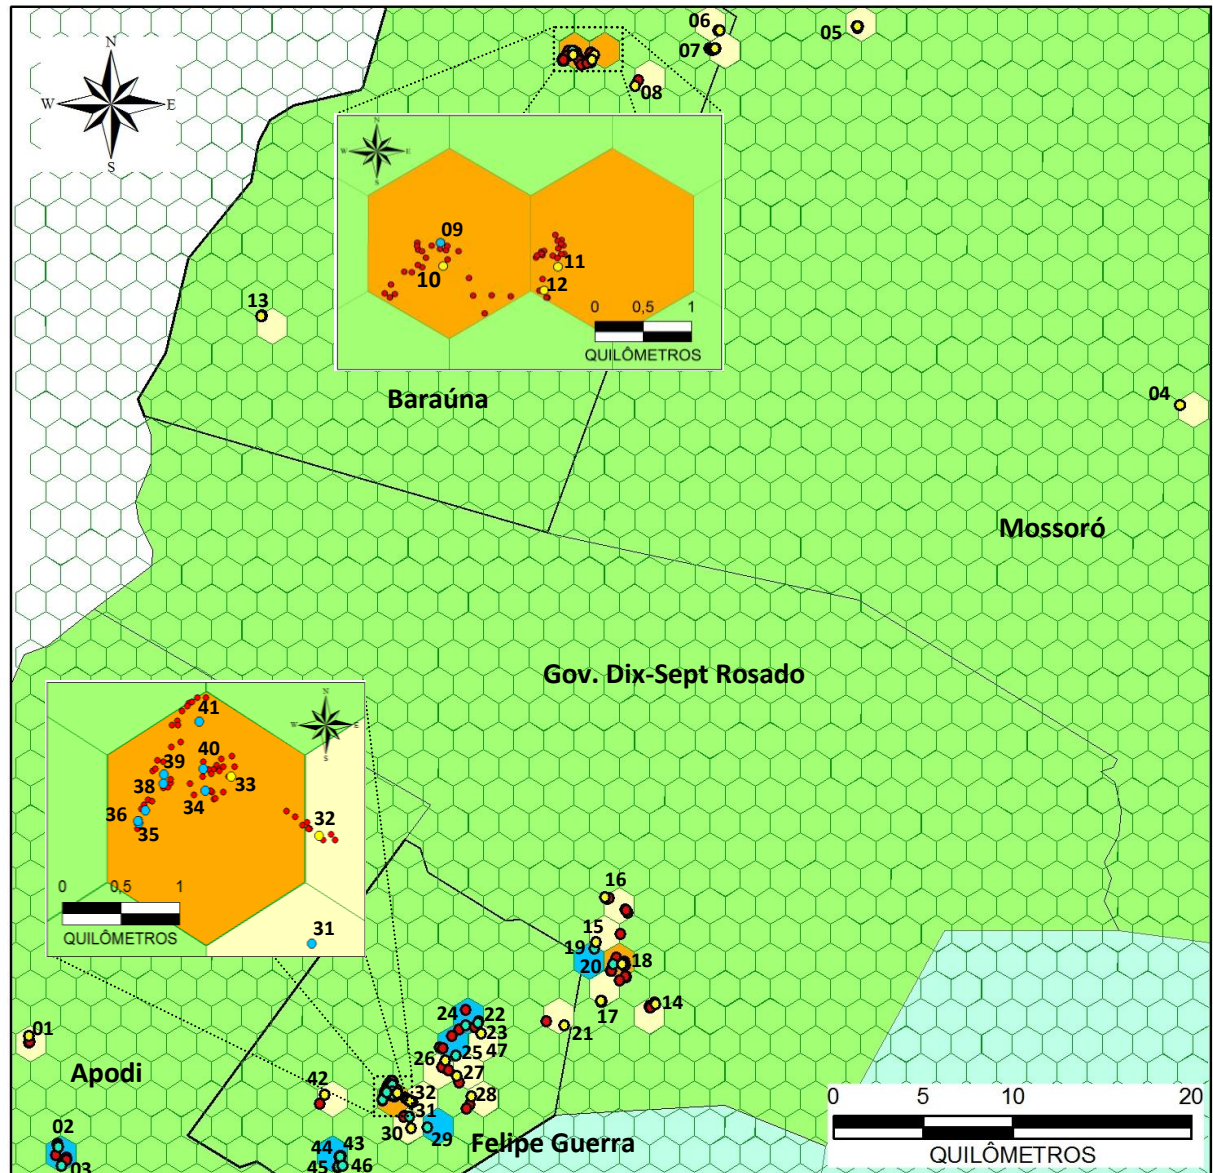 06
05
07
08
N
W
E
S
N
W
E
S
09
10
11
12
0
0,5
1
QUILÔMETROS
13
Baraúna
04
Mossoró
Gov. Dix-Sept Rosado
N
W
E
S
41
40
39
38
33
34
36
35
32
0
0,5
1
QUILÔMETROS
31
16
15
19
20
18
17
14
24
22
23
21
47
01
25
26
27
Apodi
42
28
32
31
30
29
02
03
43
44
45
46
Felipe Guerra
0
5
10
20
QUILÔMETROS